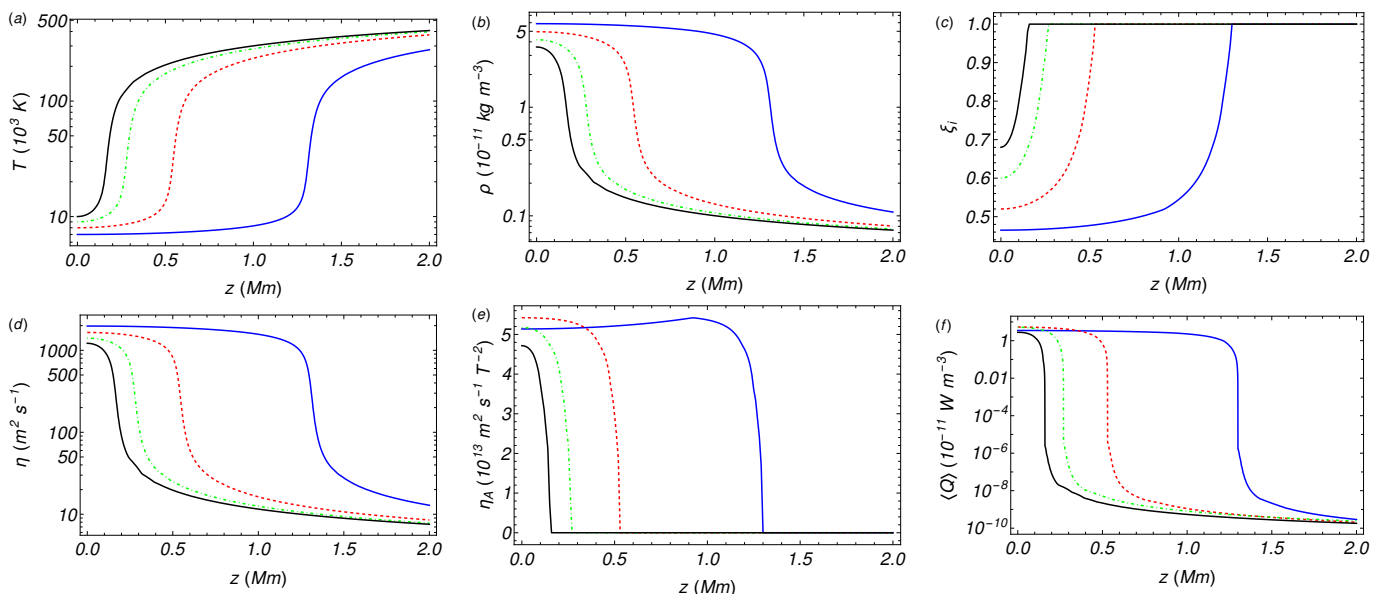 (a)
T (10³ K)
500
100
50
10
0.0 0.5 1.0 1.5 2.0
z (Mm)
(b)
ρ (10⁻¹¹ kg m⁻³)
5
1
0.5
0.1
0.0 0.5 1.0 1.5 2.0
z (Mm)
(c)
ξᵢ
1.0
0.9
0.8
0.7
0.6
0.5
0.0 0.5 1.0 1.5 2.0
z (Mm)
(d)
η (m² s⁻¹)
1000
500
100
50
10
0.0 0.5 1.0 1.5 2.0
z (Mm)
(e)
η_A (10¹³ m² s⁻¹ T⁻²)
5
4
3
2
1
0
0.0 0.5 1.0 1.5 2.0
z (Mm)
(f)
⟨Q⟩ (10⁻¹¹ W m⁻³)
1
0.01
10⁻⁴
10⁻⁶
10⁻⁸
10⁻¹⁰
0.0 0.5 1.0 1.5 2.0
z (Mm)